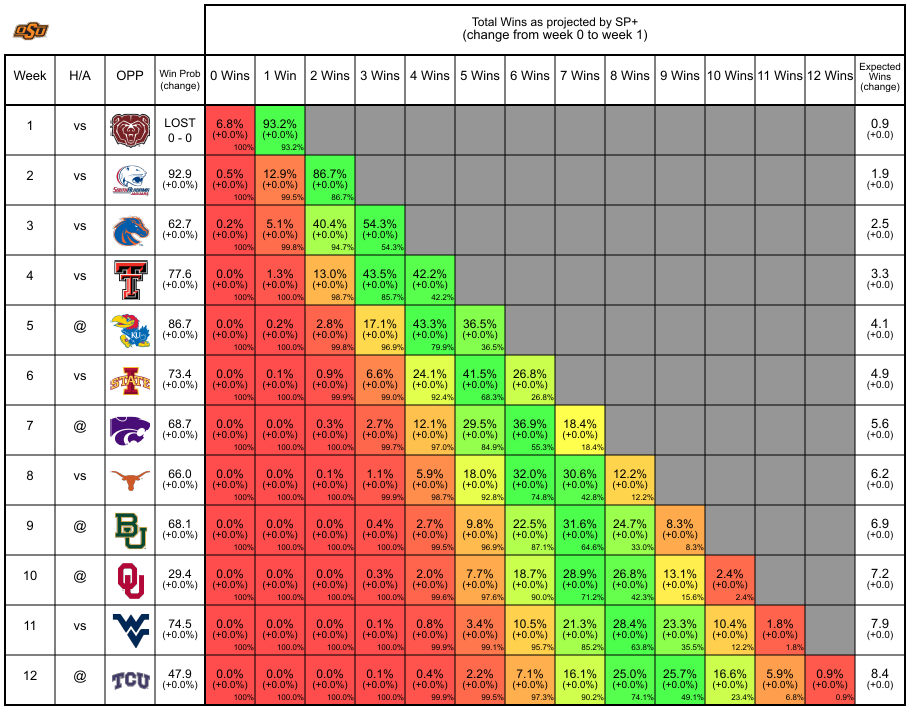 OSU
Total Wins as projected by SP+
(change from week 0 to week 1)
Week H/A OPP Win Prob (change) 0 Wins 1 Win 2 Wins 3 Wins 4 Wins 5 Wins 6 Wins 7 Wins 8 Wins 9 Wins 10 Wins 11 Wins 12 Wins Expected Wins (change)
1 vs LOST 6.8% 93.2% 0.9
0 - 0 (+0.0%) (+0.0%) (+0.0)
100% 93.2%
2 vs SOUTH ALABAMA JAGUARS 92.9 0.5% 12.9% 86.7% 1.9
(+0.0%) (+0.0%) (+0.0%) (+0.0%) (+0.0)
100% 99.5% 86.7%
3 vs 62.7 0.2% 5.1% 40.4% 54.3% 2.5
(+0.0%) (+0.0%) (+0.0%) (+0.0%) (+0.0%) (+0.0)
100% 99.8% 94.7% 54.3%
4 vs T 77.6 0.0% 1.3% 13.0% 43.5% 42.2% 3.3
(+0.0%) (+0.0%) (+0.0%) (+0.0%) (+0.0%) (+0.0%) (+0.0)
100% 100.0% 98.7% 85.7% 42.2%
5 @ KU 86.7 0.0% 0.2% 2.8% 17.1% 43.3% 36.5% 4.1
(+0.0%) (+0.0%) (+0.0%) (+0.0%) (+0.0%) (+0.0%) (+0.0%) (+0.0)
100% 100.0% 99.8% 96.9% 79.9% 36.5%
6 vs I STATE 73.4 0.0% 0.1% 0.9% 6.6% 24.1% 41.5% 26.8% 4.9
(+0.0%) (+0.0%) (+0.0%) (+0.0%) (+0.0%) (+0.0%) (+0.0%) (+0.0%) (+0.0)
100% 100.0% 99.9% 99.0% 92.4% 68.3% 26.8%
7 @ 68.7 0.0% 0.0% 0.3% 2.7% 12.1% 29.5% 36.9% 18.4% 5.6
(+0.0%) (+0.0%) (+0.0%) (+0.0%) (+0.0%) (+0.0%) (+0.0%) (+0.0%) (+0.0%) (+0.0)
100% 100.0% 100.0% 99.7% 97.0% 84.9% 55.3% 18.4%
8 vs 66.0 0.0% 0.0% 0.1% 1.1% 5.9% 18.0% 32.0% 30.6% 12.2% 6.2
(+0.0%) (+0.0%) (+0.0%) (+0.0%) (+0.0%) (+0.0%) (+0.0%) (+0.0%) (+0.0%) (+0.0%) (+0.0)
100% 100.0% 100.0% 99.9% 98.7% 92.8% 74.8% 42.8% 12.2%
9 @ BU 68.1 0.0% 0.0% 0.0% 0.4% 2.7% 9.8% 22.5% 31.6% 24.7% 8.3% 6.9
(+0.0%) (+0.0%) (+0.0%) (+0.0%) (+0.0%) (+0.0%) (+0.0%) (+0.0%) (+0.0%) (+0.0%) (+0.0%) (+0.0)
100% 100.0% 100.0% 100.0% 99.5% 96.9% 87.1% 64.6% 33.0% 8.3%
10 @ OU 29.4 0.0% 0.0% 0.0% 0.3% 2.0% 7.7% 18.7% 28.9% 26.8% 13.1% 2.4% 7.2
(+0.0%) (+0.0%) (+0.0%) (+0.0%) (+0.0%) (+0.0%) (+0.0%) (+0.0%) (+0.0%) (+0.0%) (+0.0%) (+0.0%) (+0.0)
100% 100.0% 100.0% 100.0% 99.6% 97.6% 90.0% 71.2% 42.3% 15.6% 2.4%
11 vs WV 74.5 0.0% 0.0% 0.0% 0.1% 0.8% 3.4% 10.5% 21.3% 28.4% 23.3% 10.4% 1.8% 7.9
(+0.0%) (+0.0%) (+0.0%) (+0.0%) (+0.0%) (+0.0%) (+0.0%) (+0.0%) (+0.0%) (+0.0%) (+0.0%) (+0.0%) (+0.0%) (+0.0)
100% 100.0% 100.0% 100.0% 99.9% 99.1% 95.7% 85.2% 63.8% 35.5% 12.2% 1.8%
12 @ TCU 47.9 0.0% 0.0% 0.0% 0.1% 0.4% 2.2% 7.1% 16.1% 25.0% 25.7% 16.6% 5.9% 0.9% 8.4
(+0.0%) (+0.0%) (+0.0%) (+0.0%) (+0.0%) (+0.0%) (+0.0%) (+0.0%) (+0.0%) (+0.0%) (+0.0%) (+0.0%) (+0.0%) (+0.0%) (+0.0)
100% 100.0% 100.0% 100.0% 99.9% 99.5% 97.3% 90.2% 74.1% 49.1% 23.4% 6.8% 0.9%